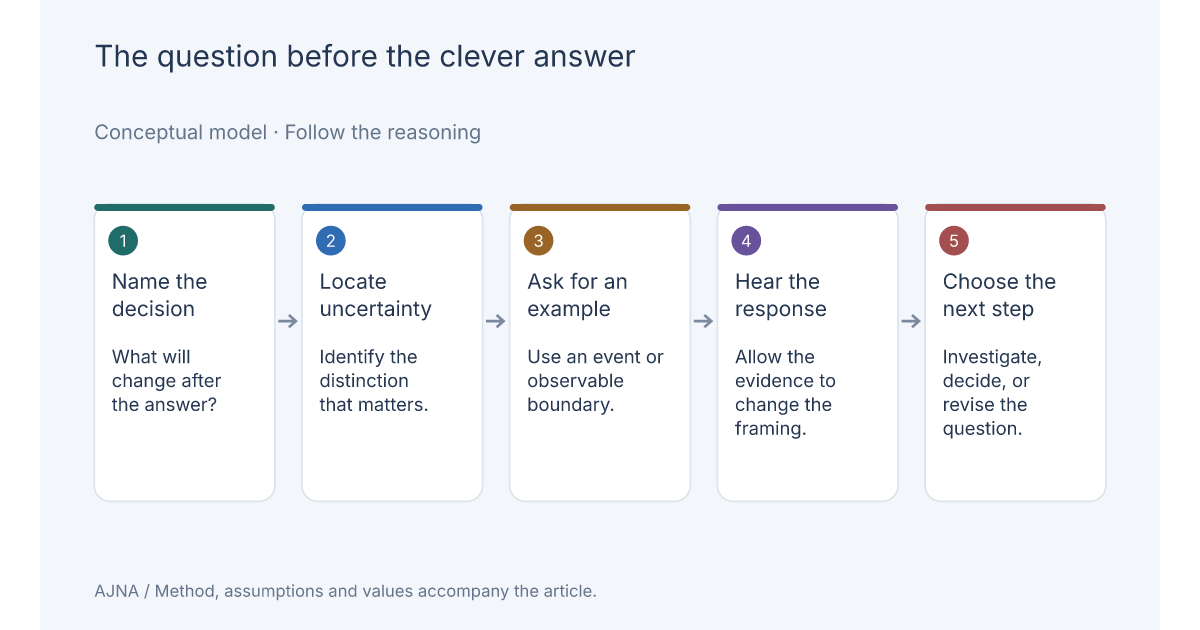 The question before the clever answer
Conceptual model · Follow the reasoning
1
Name the
decision
What will
change after
the answer?
2
Locate
uncertainty
Identify the
distinction
that matters.
3
Ask for an
example
Use an event or
observable
boundary.
4
Hear the
response
Allow the
evidence to
change the
framing.
5
Choose the
next step
Investigate,
decide, or
revise the
question.
AJNA / Method, assumptions and values accompany the article.